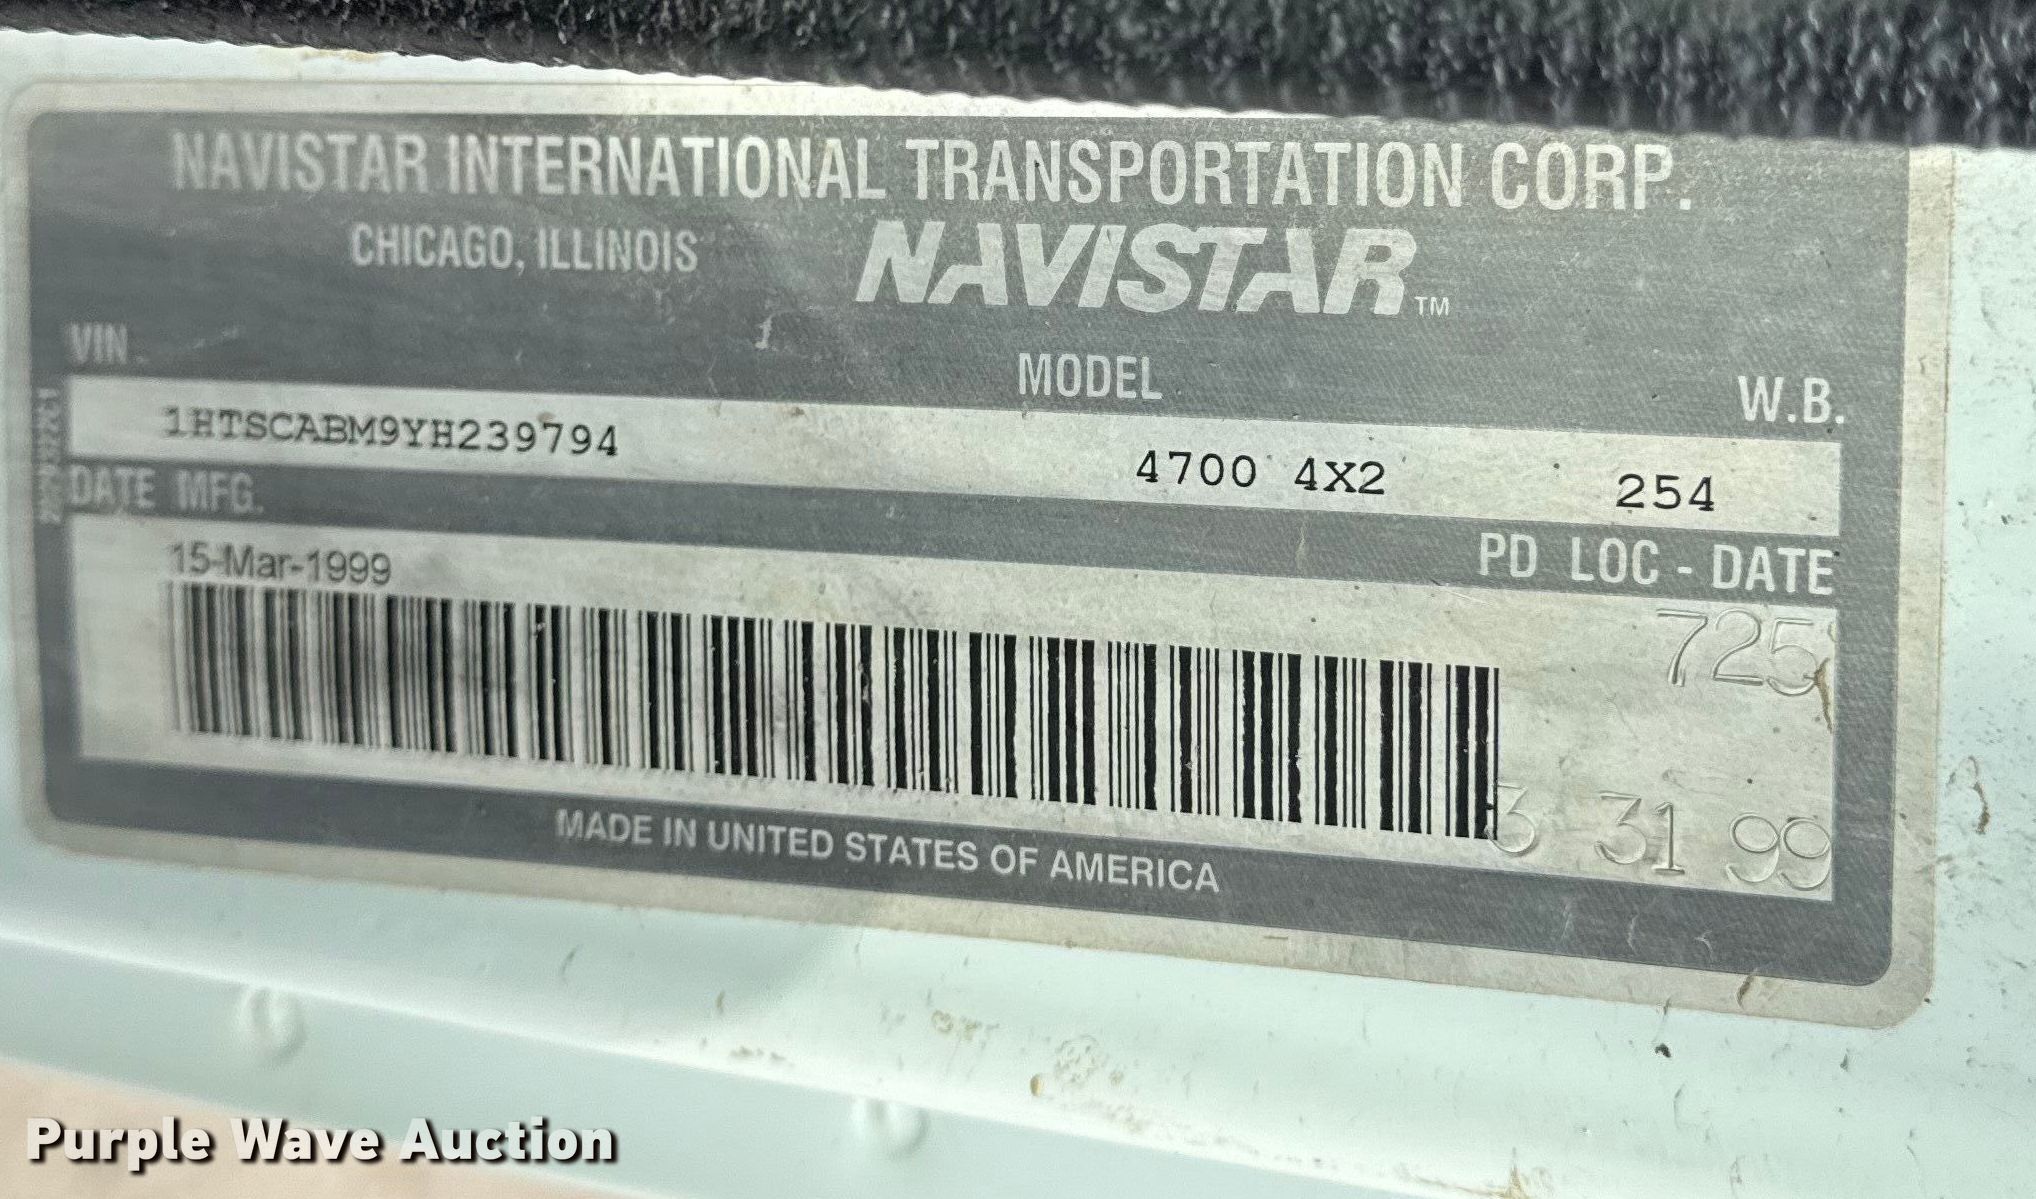 NAVISTAR INTERNATIONAL TRANSPORTATION CORP.
CHICAGO, ILLINOIS NAVISTAR™
VIN MODEL W.B.
1HTSCABM9YH239794 4700 4X2 254
DATE MFG. PD LOC - DATE
15-Mar-1999 725
3 31 99
MADE IN UNITED STATES OF AMERICA
Purple Wave Auction